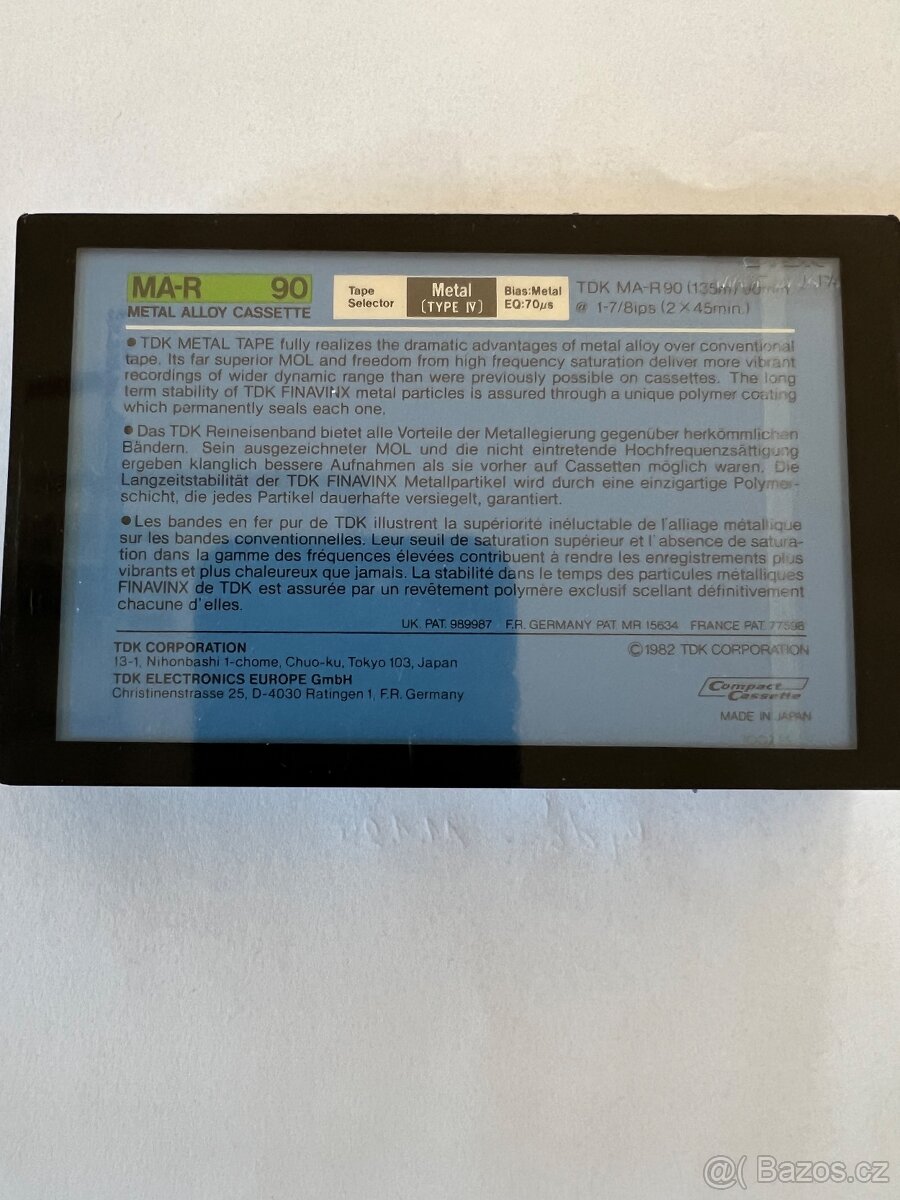 MA-R 90
METAL ALLOY CASSETTE
Tape Selector
Metal
(TYPE IV)
Bias:Metal
EQ:70µs
TDK MA-R 90 (135m/90min)
@ 1-7/8ips (2×45min.)
● TDK METAL TAPE fully realizes the dramatic advantages of metal alloy over conventional
tape. Its far superior MOL and freedom from high frequency saturation deliver more vibrant
recordings of wider dynamic range than were previously possible on cassettes. The long
term stability of TDK FINAVINX metal particles is assured through a unique polymer coating
which permanently seals each one.
● Das TDK Reineisenband bietet alle Vorteile der Metallegierung gegenüber herkömmlichen
Bändern. Sein ausgezeichneter MOL und die nicht eintretende Hochfrequenzsättigung
ergeben klanglich bessere Aufnahmen als sie vorher auf Cassetten möglich waren. Die
Langzeitstabilität der TDK FINAVINX Metallpartikel wird durch eine einzigartige Polymer-
schicht, die jedes Partikel dauerhafte versiegelt, garantiert.
● Les bandes en fer pur de TDK illustrent la supériorité inéluctable de l'alliage métallique
sur les bandes conventionnelles. Leur seuil de saturation supérieur et l'absence de satura-
tion dans la gamme des fréquences élevées contribuent à rendre les enregistrements plus
vibrants et plus chaleureux que jamais. La stabilité dans le temps des particules métalliques
FINAVINX de TDK est assurée par un revêtement polymère exclusif scellant définitivement
chacune d'elles.
UK. PAT. 989987 F.R. GERMANY PAT. MR 15634 FRANCE PAT. 77598
TDK CORPORATION
13-1, Nihonbashi 1-chome, Chuo-ku, Tokyo 103, Japan
TDK ELECTRONICS EUROPE GmbH
Christinenstrasse 25, D-4030 Ratingen 1, F.R. Germany
©1982 TDK CORPORATION
Compact
Cassette
MADE IN JAPAN
@ Bazos.cz